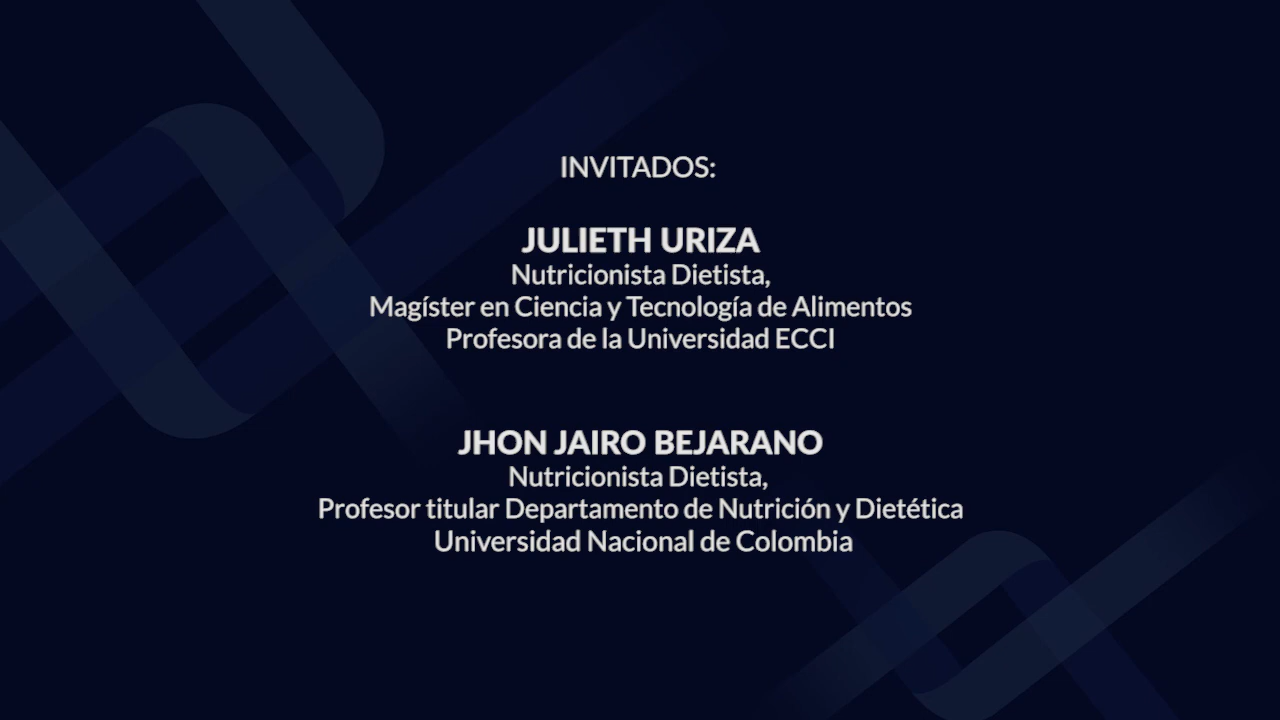 INVITADOS:
JULIETH URIZA
Nutricionista Dietista,
Magíster en Ciencia y Tecnología de Alimentos
Profesora de la Universidad ECCI
JHON JAIRO BEJARANO
Nutricionista Dietista,
Profesor titular Departamento de Nutrición y Dietética
Universidad Nacional de Colombia